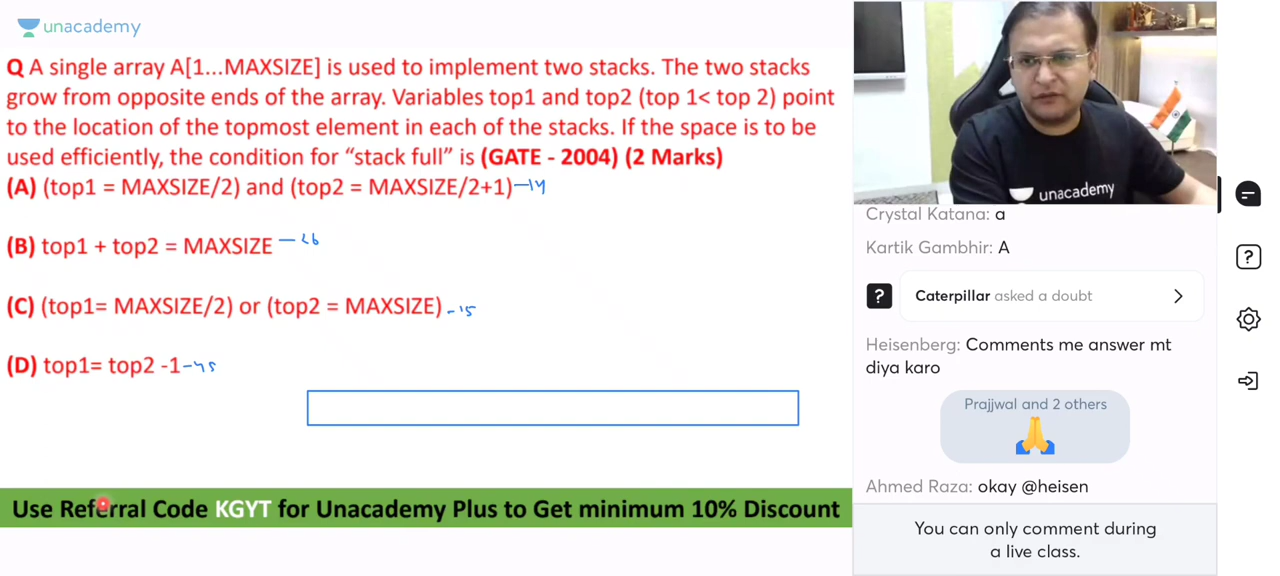 unacademy
Q A single array A[1...MAXSIZE] is used to implement two stacks. The two stacks
grow from opposite ends of the array. Variables top1 and top2 (top 1< top 2) point
to the location of the topmost element in each of the stacks. If the space is to be
used efficiently, the condition for “stack full” is (GATE - 2004) (2 Marks)
(A) (top1 = MAXSIZE/2) and (top2 = MAXSIZE/2+1) -14
(B) top1 + top2 = MAXSIZE - 26
(C) (top1= MAXSIZE/2) or (top2 = MAXSIZE) -15
(D) top1= top2 -1 -45
Use Referral Code KGYT for Unacademy Plus to Get minimum 10% Discount
unacademy
Crystal Katana: a
Kartik Gambhir: A
? Caterpillar asked a doubt
Heisenberg: Comments me answer mt
diya karo
Prajjwal and 2 others
Ahmed Raza: okay @heisen
You can only comment during
a live class.
?